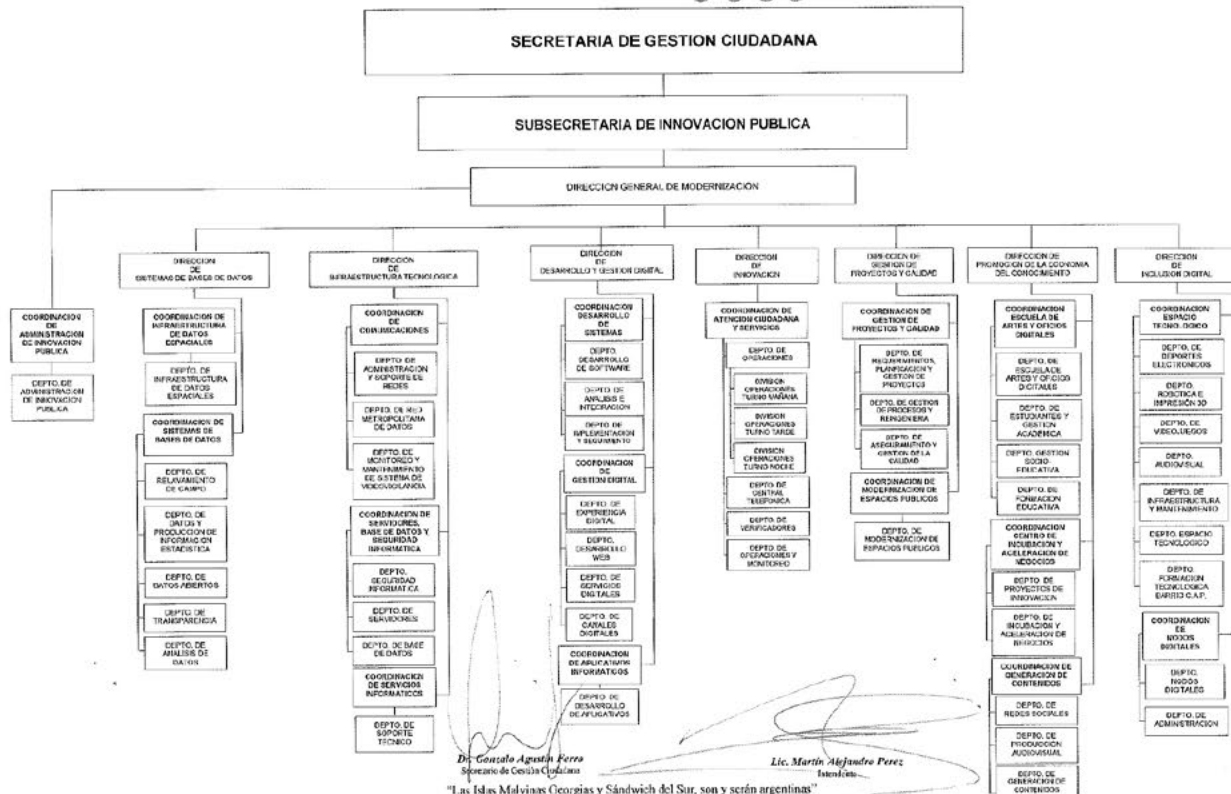 SECRETARIA DE GESTION CIUDADANA
SUBSECRETARIA DE INNOVACION PUBLICA
DIRECCION GENERAL DE MODERNIZACION
COORDINACION
DE
ADMINISTRACION
DE INNOVACION
PUBLICA
DEPTO. DE
ADMINISTRACION
DE INNOVACION
PUBLICA
DIRECCION
DE
SISTEMAS DE BASES DE DATOS
COORDINACION DE
INFRAESTRUCTURA
DE DATOS
ESPACIALES
DEPTO. DE
INFRAESTRUCTURA
DE DATOS
ESPACIALES
COORDINACION DE
SISTEMAS DE
BASES DE DATOS
DEPTO. DE
RELAVAMIENTO
DE CAMPO
DEPTO. DE
DATOS Y
PRODUCCION DE
INFORMACION
ESTADISTICA
DEPTO. DE
DATOS ABIERTOS
DEPTO. DE
TRANSPARENCIA
DEPTO. DE
ANALISIS DE
DATOS
DIRECCION
DE
INFRAESTRUCTURA TECNOLOGICA
COORDINACION
DE
COMUNICACIONES
DEPTO. DE
ADMINISTRACION
Y SOPORTE DE
REDES
DEPTO. DE RED
METROPOLITANA
DE DATOS
DEPTO. DE
MONITOREO Y
MANTENIMIENTO
DE SISTEMA DE
VIDEOVIGILANCIA
COORDINACION DE
SERVIDORES,
BASE DE DATOS Y
SEGURIDAD
INFORMATICA
DEPTO.
SEGURIDAD
INFORMATICA
DEPTO. DE
SERVIDORES
DEPTO. DE BASE
DE DATOS
COORDINACION
DE SERVICIOS
INFORMATICOS
DEPTO. DE
SOPORTE
TECNICO
DIRECCION
DE
DESARROLLO Y GESTION DIGITAL
COORDINACION
DESARROLLO
DE
SISTEMAS
DEPTO.
DESARROLLO
DE SOFTWARE
DEPTO. DE
ANALISIS E
INTEGRACION
DEPTO. DE
IMPLEMENTACION
Y SEGUIMIENTO
COORDINACION
DE
GESTION DIGITAL
DEPTO. DE
EXPERIENCIA
DIGITAL
DEPTO.
DESARROLLO
WEB
DEPTO. DE
SERVICIOS
DIGITALES
DEPTO. DE
CANALES
DIGITALES
COORDINACION
DE APLICATIVOS
INFORMATICOS
DEPTO. DE
DESARROLLO
DE APLICATIVOS
DIRECCION
DE
INNOVACION
COORDINACION DE
ATENCION CIUDADANA
Y SERVICIOS
DEPTO. DE
OPERACIONES
DIVISION
OPERACIONES
TURNO MAÑANA
DIVISION
OPERACIONES
TURNO TARDE
DIVISION
OPERACIONES
TURNO NOCHE
DEPTO. DE
CENTRAL
TELEFONICA
DEPTO. DE
VERIFICADORES
DEPTO. DE
OPERACIONES Y
MONITOREO
DIRECCION DE
GESTION DE
PROYECTOS Y CALIDAD
COORDINACION
DE GESTION DE
PROYECTOS Y CALIDAD
DEPTO. DE
REQUERIMIENTOS,
PLANIFICACION Y
GESTION DE
PROYECTOS
DEPTO. DE GESTION
DE PROCESOS Y
REINGENIERIA
DEPTO. DE
ASEGURAMIENTO Y
GESTION DE LA
CALIDAD
COORDINACION DE
MODERNIZACION DE
ESPACIOS PUBLICOS
DEPTO. DE
MODERNIZACION DE
ESPACIOS PUBLICOS
DIRECCION DE
PROMOCION DE LA ECONOMIA
DEL CONOCIMIENTO
COORDINACION
ESCUELA DE
ARTES Y OFICIOS
DIGITALES
DEPTO. DE
ESCUELA DE
ARTES Y OFICIOS
DIGITALES
DEPTO. DE
ESTUDIANTES Y
GESTION
ACADÉMICA
DEPTO. GESTION
SOCIO
EDUCATIVA
DEPTO. DE
FORMACION
EDUCATIVA
COORDINACION
CENTRO DE
INCUBACION Y
ACELERACION DE
NEGOCIOS
DEPTO. DE
PROYECTOS DE
INNOVACION
DEPTO. DE
INCUBACION Y
ACELERACION DE
NEGOCIOS
COORDINACION DE
GENERACION DE
CONTENIDOS
DEPTO. DE
REDES SOCIALES
DEPTO. DE
PRODUCCION
AUDIOVISUAL
DEPTO. DE
GENERACION DE
CONTENIDOS
DIRECCION
DE
INCLUSION DIGITAL
COORDINACION
ESPACIO
TECNOLOGICO
DEPTO. DE
DEPORTES
ELECTRONICOS
DEPTO.
ROBOTICA E
IMPRESIÓN 3D
DEPTO. DE
VIDEOJUEGOS
DEPTO.
AUDIOVISUAL
DEPTO. DE
INFRAESTRUCTURA
Y MANTENIMIENTO
DEPTO. ESPACIO
TECNOLOGICO
DEPTO.
FORMACION
TECNOLOGICA
BARRIO C.A.P.
COORDINACION
DE
NODOS
DIGITALES
DEPTO.
NODOS
DIGITALES
DEPTO. DE
ADMINISTRACION
Dr. Gonzalo Agustín Ferro
Secretario de Gestión Ciudadana
Lic. Martín Alejandro Perez
Intendente
"Las Islas Malvinas Georgias y Sándwich del Sur, son y serán argentinas"